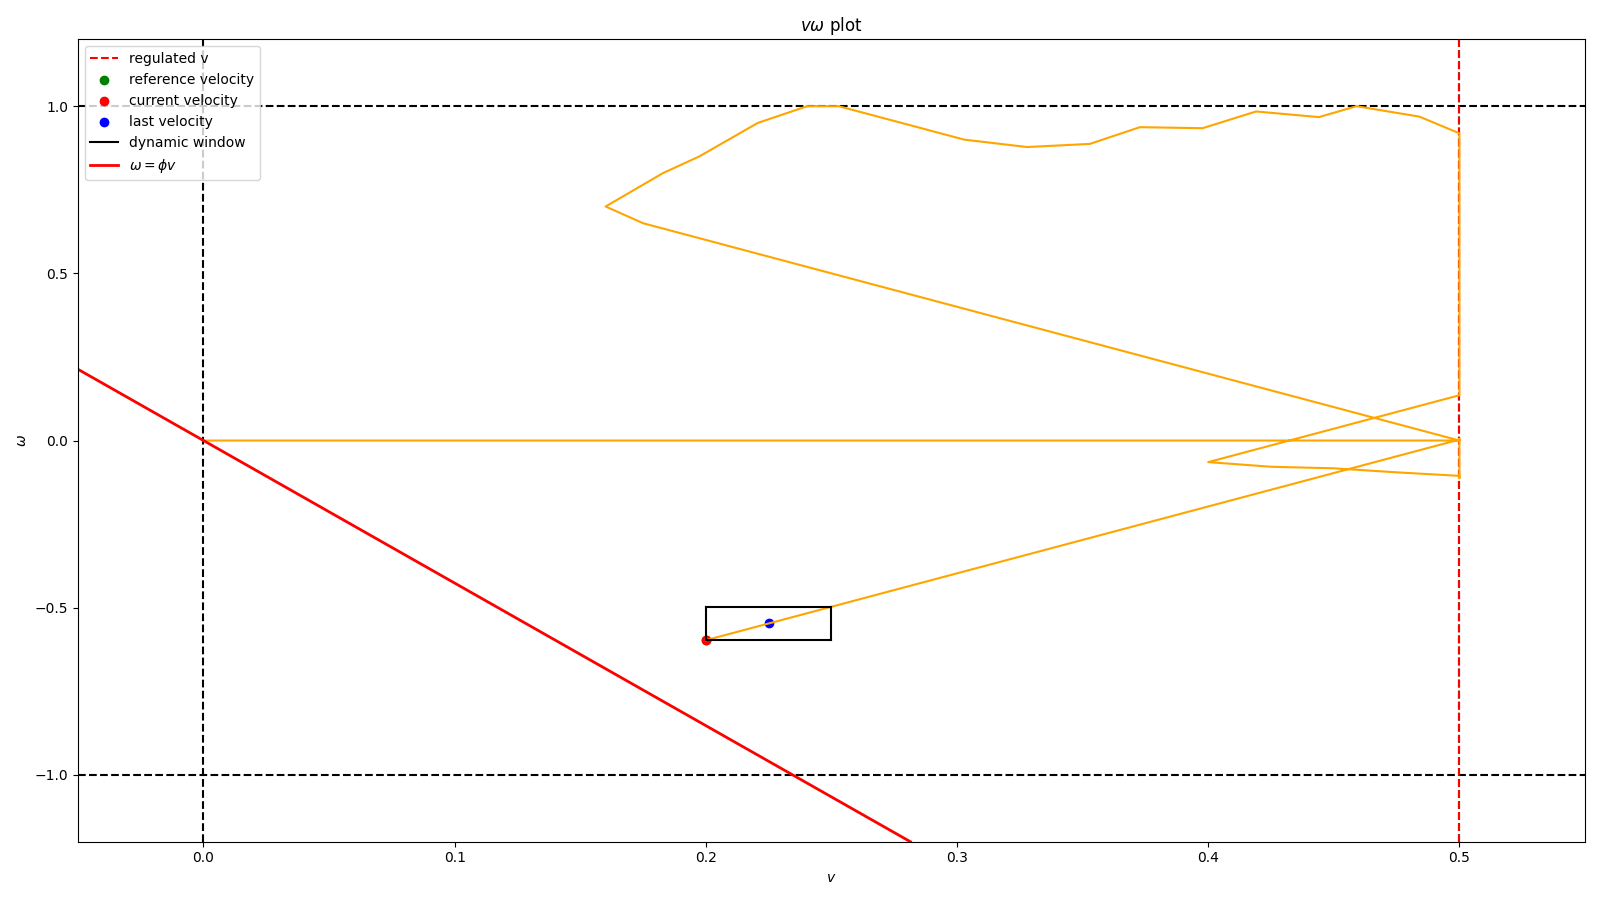 vω plot
regulated v
reference velocity
current velocity
last velocity
dynamic window
ω = ϕv
1.0
0.5
0.0
−0.5
−1.0
ω
0.0 0.1 0.2 0.3 0.4 0.5
v